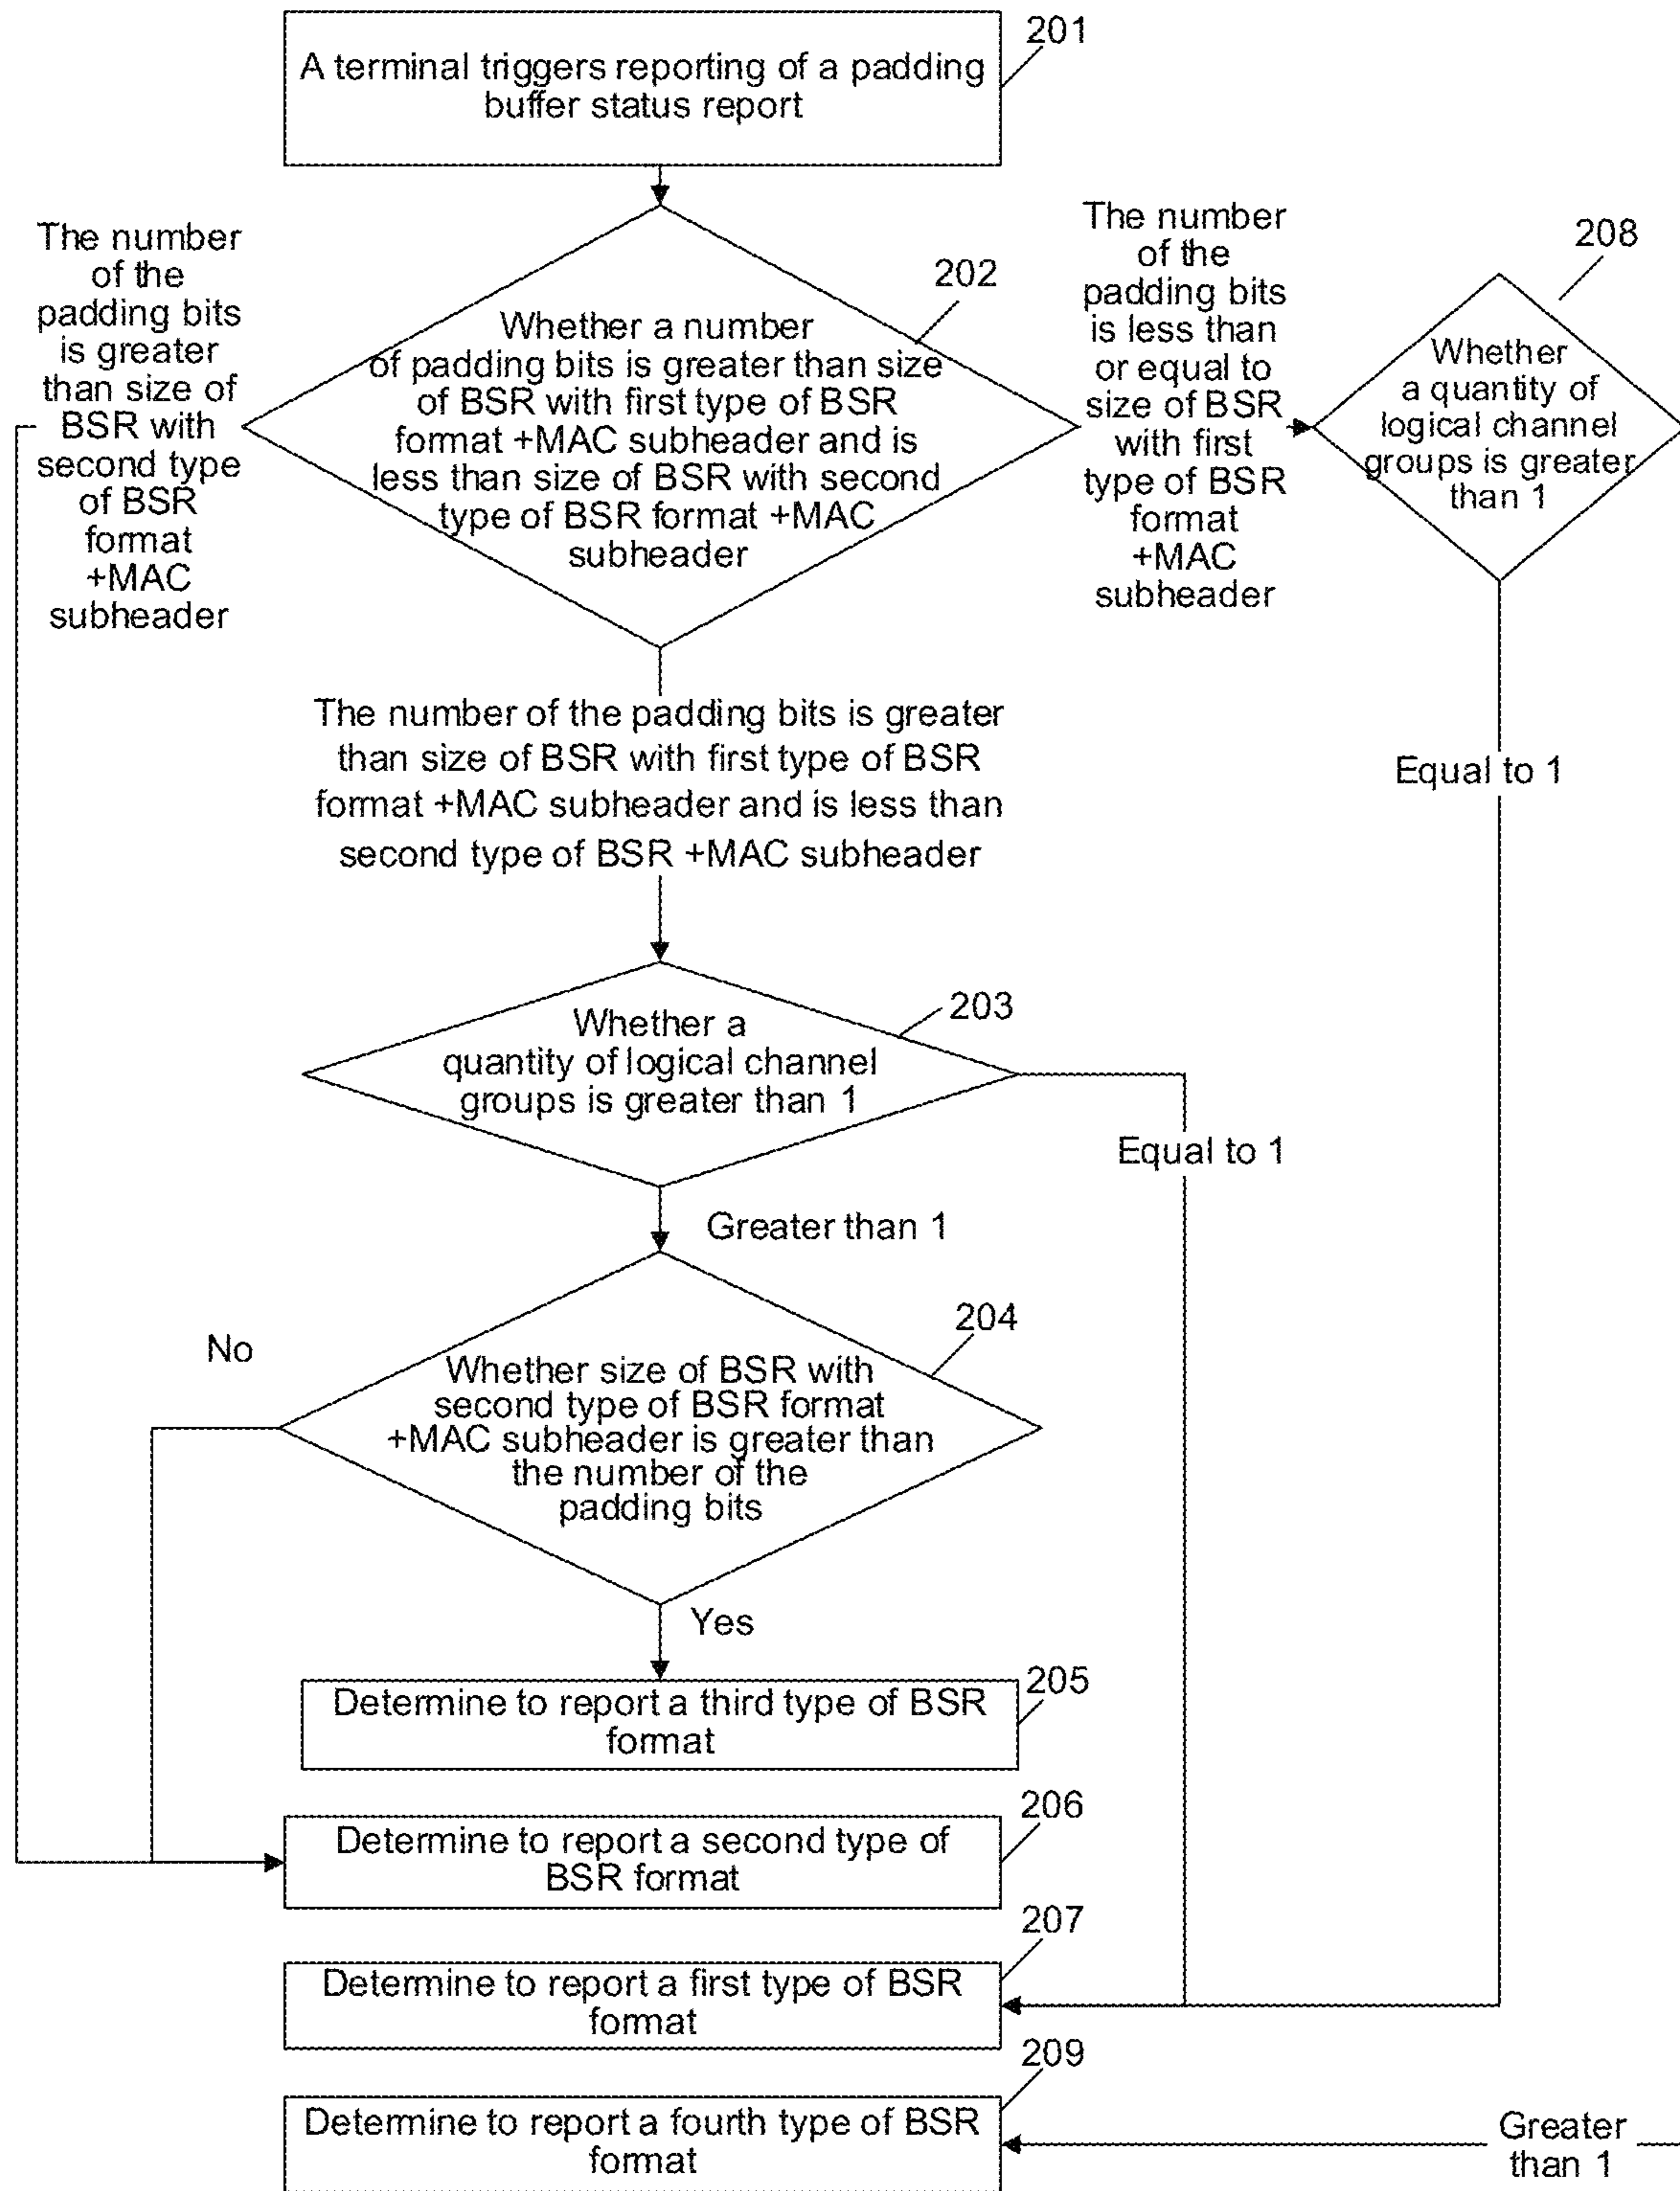 201
A terminal triggers reporting of a padding
buffer status report
The number
of the
padding bits
is greater
than size of
BSR with
second type
of BSR
format
+MAC
subheader
202
Whether a number
of padding bits is greater than size
of BSR with first type of BSR
format +MAC subheader and is
less than size of BSR with second
type of BSR format +MAC
subheader
The number
of the
padding bits
is less than
or equal to
size of BSR
with first
type of BSR
format
+MAC
subheader
208
Whether
a quantity of
logical channel
groups is greater
than 1
The number of the padding bits is greater
than size of BSR with first type of BSR
format +MAC subheader and is less than
second type of BSR +MAC subheader
Equal to 1
203
Whether a
quantity of logical channel
groups is greater than 1
Equal to 1
Greater than 1
204
No
Whether size of BSR with
second type of BSR format
+MAC subheader is greater than
the number of the
padding bits
Yes
205
Determine to report a third type of BSR
format
206
Determine to report a second type of
BSR format
207
Determine to report a first type of BSR
format
209
Determine to report a fourth type of BSR
format
Greater
than 1